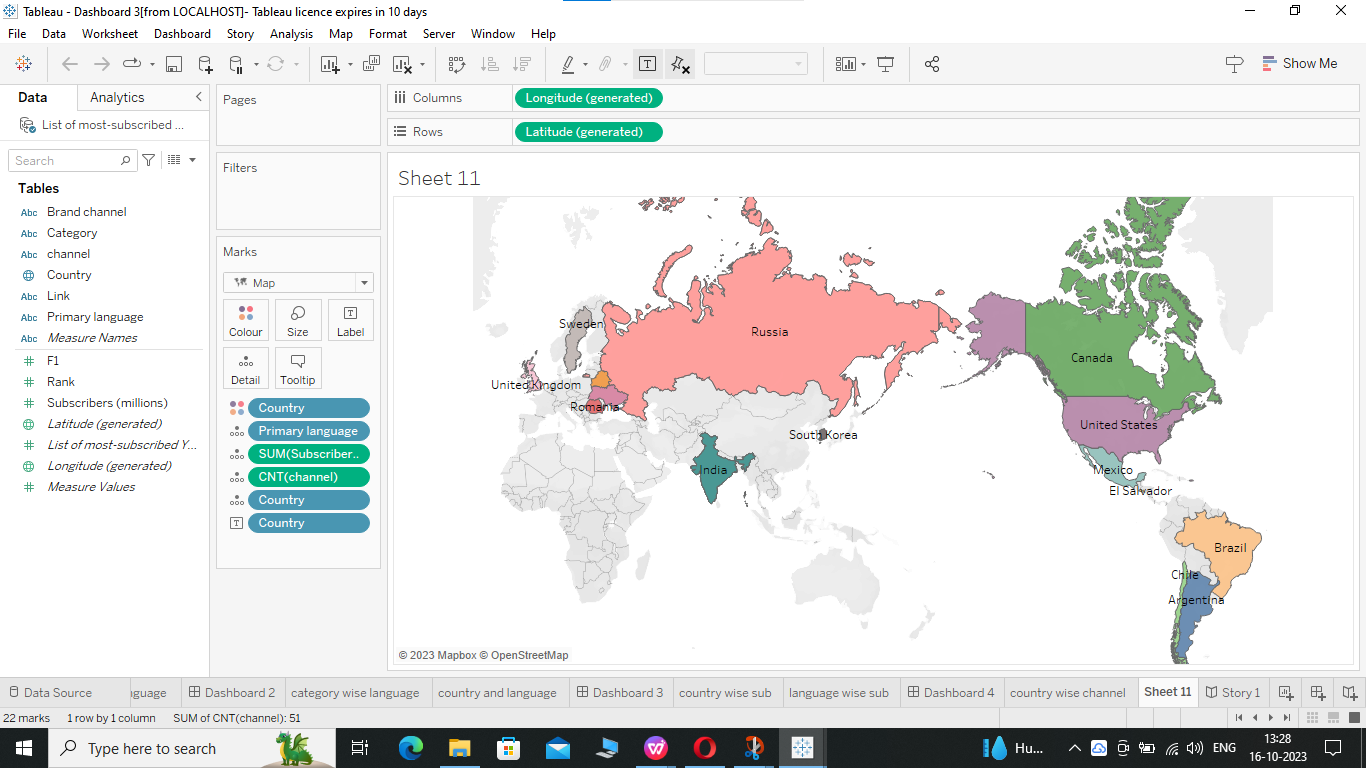 Tableau - Dashboard 3[from LOCALHOST]- Tableau licence expires in 10 days
File Data Worksheet Dashboard Story Analysis Map Format Server Window Help
Show Me
Data Analytics
List of most-subscribed ...
Search
Tables
Abc Brand channel
Abc Category
Abc channel
Country
Abc Link
Abc Primary language
Abc Measure Names
F1
Rank
Subscribers (millions)
Latitude (generated)
List of most-subscribed Y...
Longitude (generated)
Measure Values
Pages
Filters
Marks
Map
Colour Size Label
Detail Tooltip
Country
Primary language
SUM(Subscriber..
CNT(channel)
Country
Country
Columns Longitude (generated)
Rows Latitude (generated)
Sheet 11
Sweden
Russia
Canada
United Kingdom
Romania
United States
South Korea
India
Mexico
El Salvador
Brazil
Chile
Argentina
© 2023 Mapbox © OpenStreetMap
Data Source nguage Dashboard 2 category wise language country and language Dashboard 3 country wise sub language wise sub Dashboard 4 country wise channel Sheet 11 Story 1
22 marks 1 row by 1 column SUM of CNT(channel): 51
Type here to search
Hu... ENG 13:28
16-10-2023